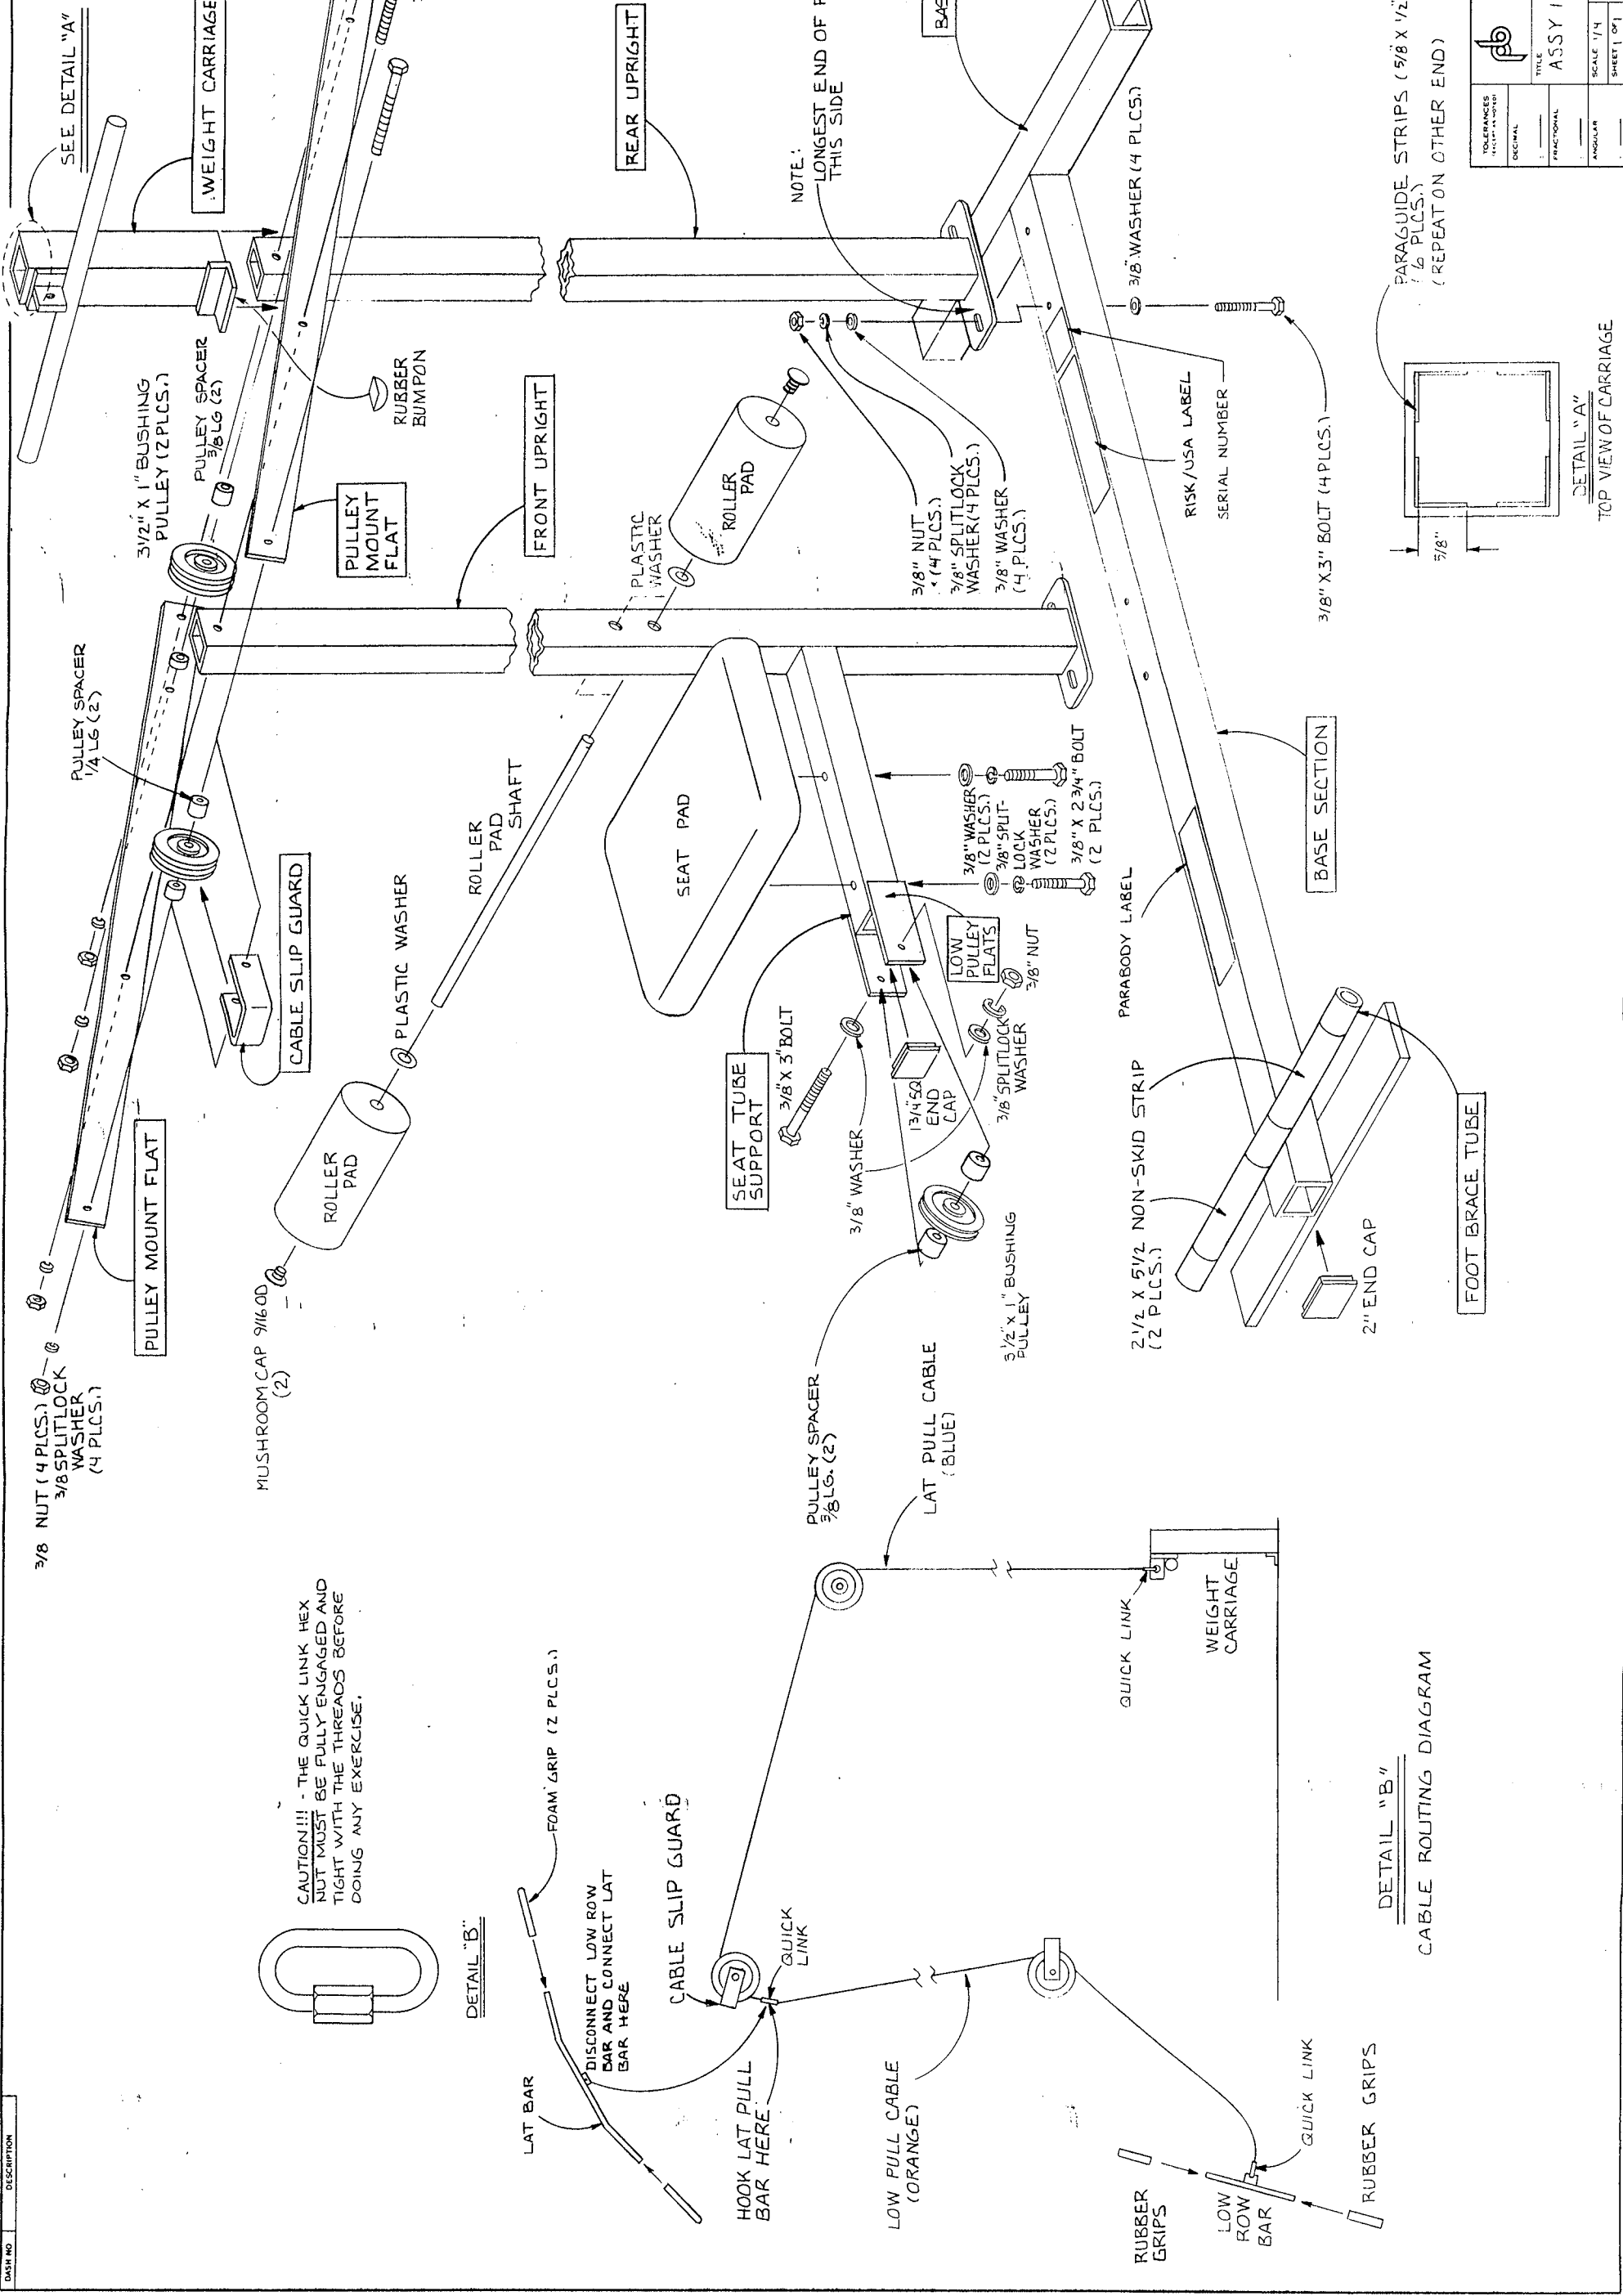 DASH NO
DESCRIPTION
3/8 NUT (4 PLCS.)
3/8 SPLITLOCK
WASHER
(4 PLCS.)
PULLEY MOUNT FLAT
CABLE SLIP GUARD
PULLEY SPACER
1/4 LG (2)
3 1/2" X 1" BUSHING
PULLEY (2 PLCS.)
PULLEY SPACER
3/8 LG (2)
PULLEY
MOUNT
FLAT
SEE DETAIL "A"
WEIGHT CARRIAGE
RUBBER
BUMPON
FRONT UPRIGHT
REAR UPRIGHT
MUSHROOM CAP 9/16 OD
(2)
ROLLER
PAD
PLASTIC WASHER
ROLLER
PAD
SHAFT
PLASTIC
WASHER
ROLLER
PAD
SEAT PAD
NOTE:
LONGEST END OF
THIS SIDE
3/8" NUT
(4 PLCS.)
3/8" SPLITLOCK
WASHER (4 PLCS.)
3/8" WASHER
(4 PLCS.)
3/8" WASHER (4 PLCS.)
RISK/USA LABEL
SERIAL NUMBER
3/8" X 3" BOLT (4 PLCS.)
SEAT TUBE
SUPPORT
3/8" X 3" BOLT
3/8" WASHER
1 3/4" SQ
END
CAP
LOW
PULLEY
FLATS
3/8" NUT
3/8" SPLITLOCK
WASHER
3/8" WASHER
(2 PLCS.)
3/8" SPLIT-
LOCK
WASHER
(2 PLCS.)
3/8" X 2 3/4" BOLT
(2 PLCS.)
PULLEY SPACER
3/8 LG. (2)
3 1/2" X 1" BUSHING
PULLEY
PARABODY LABEL
BASE SECTION
2 1/2 X 5 1/2 NON-SKID STRIP
(2 PLCS.)
2" END CAP
FOOT BRACE TUBE
PARAGUIDE STRIPS (5/8 X 1/2"
(6 PLCS.)
(REPEAT ON OTHER END)
5/8"
DETAIL "A"
TOP VIEW OF CARRIAGE
TOLERANCES
DECIMAL
FRACTIONAL
ANGULAR
TITLE
ASSY
SCALE 1/4
SHEET 1 OF 1
CAUTION!!! - THE QUICK LINK HEX
NUT MUST BE FULLY ENGAGED AND
TIGHT WITH THE THREADS BEFORE
DOING ANY EXERCISE.
DETAIL "B"
FOAM GRIP (2 PLCS.)
LAT BAR
DISCONNECT LOW ROW
BAR AND CONNECT LAT
BAR HERE
CABLE SLIP GUARD
HOOK LAT PULL
BAR HERE
QUICK
LINK
LAT PULL CABLE
(BLUE)
LOW PULL CABLE
(ORANGE)
QUICK LINK
WEIGHT
CARRIAGE
RUBBER
GRIPS
LOW
ROW
BAR
QUICK LINK
RUBBER GRIPS
DETAIL "B"
CABLE ROUTING DIAGRAM